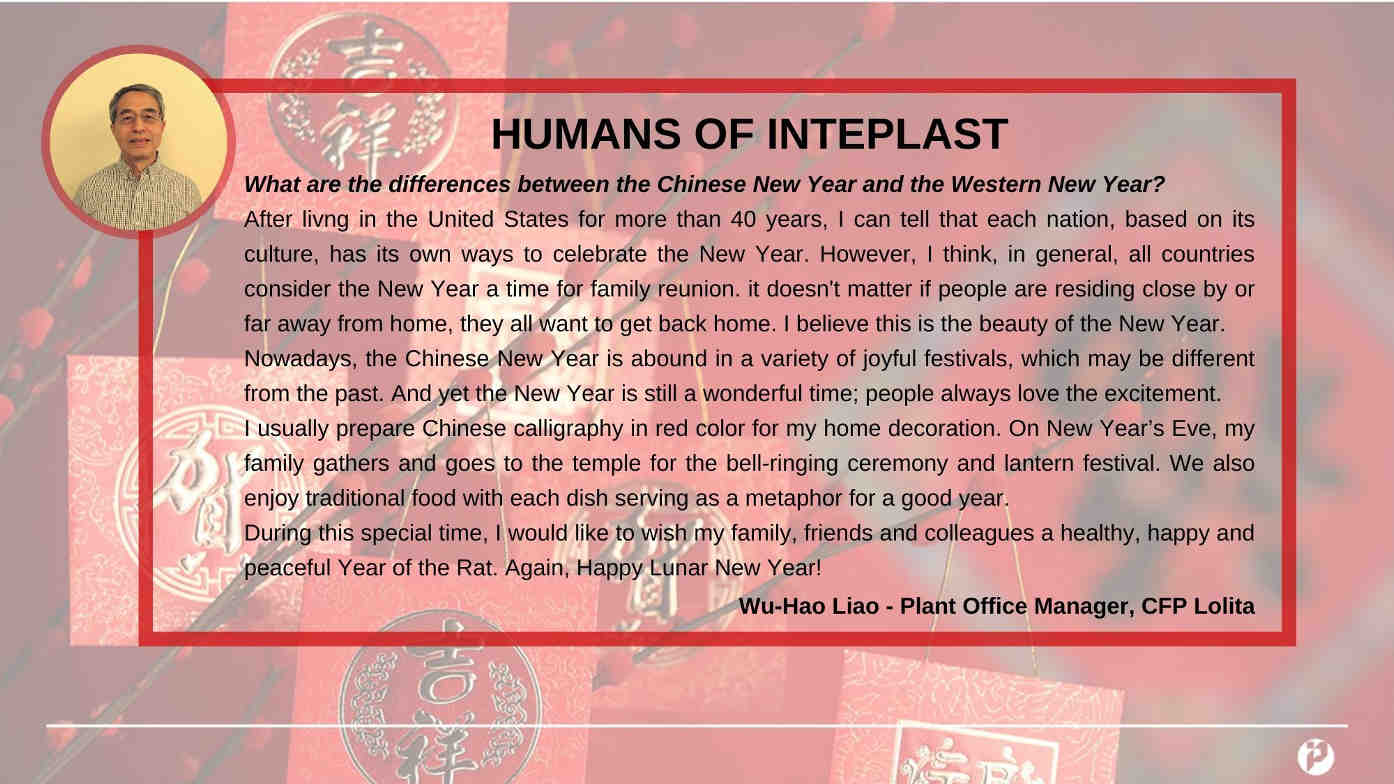 吉
祥
HUMANS OF INTEPLAST
What are the differences between the Chinese New Year and the Western New Year?
After livng in the United States for more than 40 years, I can tell that each nation, based on its
culture, has its own ways to celebrate the New Year. However, I think, in general, all countries
consider the New Year a time for family reunion. it doesn't matter if people are residing close by or
far away from home, they all want to get back home. I believe this is the beauty of the New Year.
Nowadays, the Chinese New Year is abound in a variety of joyful festivals, which may be different
from the past. And yet the New Year is still a wonderful time; people always love the excitement.
I usually prepare Chinese calligraphy in red color for my home decoration. On New Year’s Eve, my
family gathers and goes to the temple for the bell-ringing ceremony and lantern festival. We also
enjoy traditional food with each dish serving as a metaphor for a good year.
During this special time, I would like to wish my family, friends and colleagues a healthy, happy and
peaceful Year of the Rat. Again, Happy Lunar New Year!
Wu-Hao Liao - Plant Office Manager, CFP Lolita
賀
賀
吉
祥